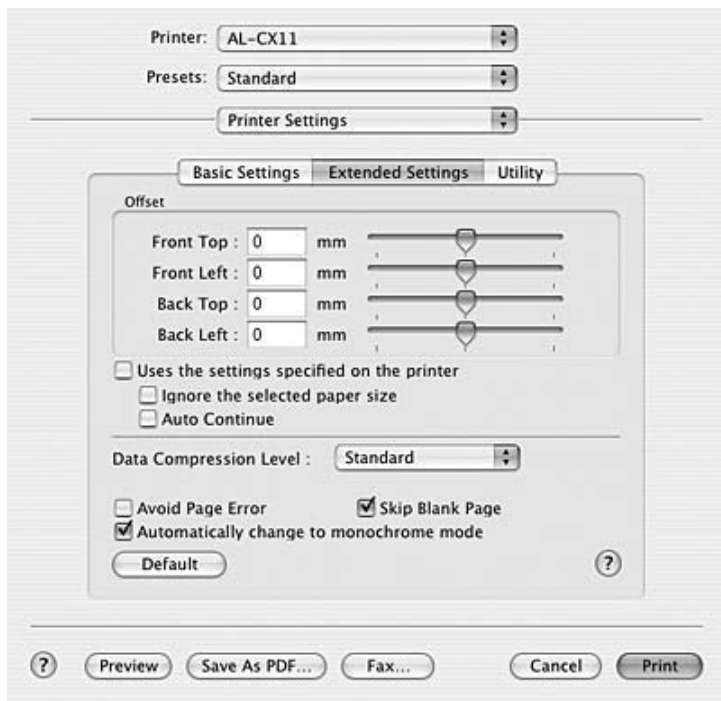 Printer: AL-CX11
Presets: Standard
Printer Settings
Basic Settings Extended Settings Utility
Offset
Front Top : 0 mm
Front Left : 0 mm
Back Top : 0 mm
Back Left : 0 mm
Uses the settings specified on the printer
Ignore the selected paper size
Auto Continue
Data Compression Level : Standard
Avoid Page Error Skip Blank Page
Automatically change to monochrome mode
Default ?
? Preview Save As PDF... Fax... Cancel Print